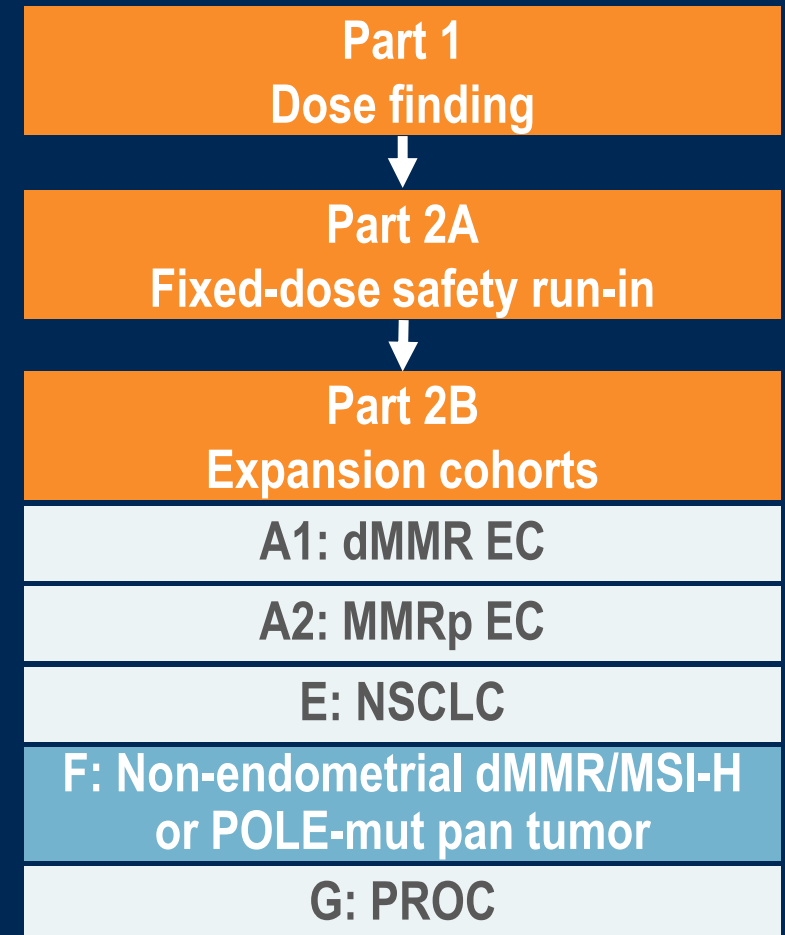 Part 1
Dose finding
Part 2A
Fixed-dose safety run-in
Part 2B
Expansion cohorts
A1: dMMR EC
A2: MMRp EC
E: NSCLC
F: Non-endometrial dMMR/MSI-H
or POLE-mut pan tumor
G: PROC